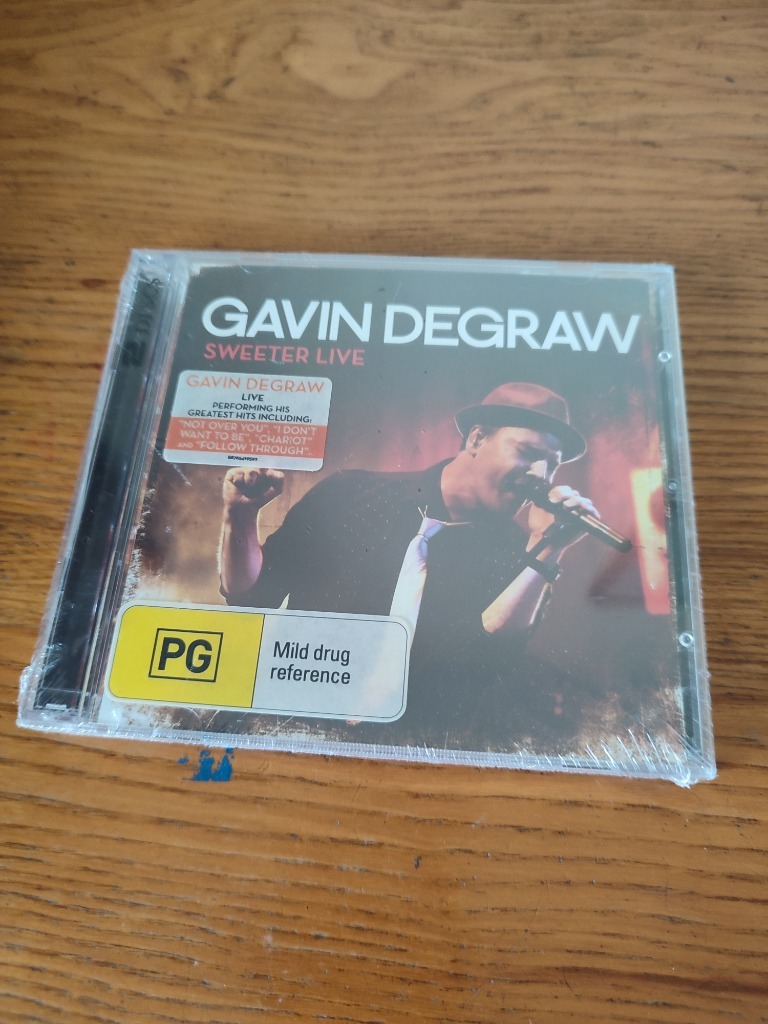 GAVIN DEGRAW
SWEETER LIVE
GAVIN DEGRAW
LIVE
PERFORMING HIS
GREATEST HITS INCLUDING:
"NOT OVER YOU", "I DON'T
WANT TO BE", "CHARIOT"
AND "FOLLOW THROUGH".
PG
Mild drug
reference